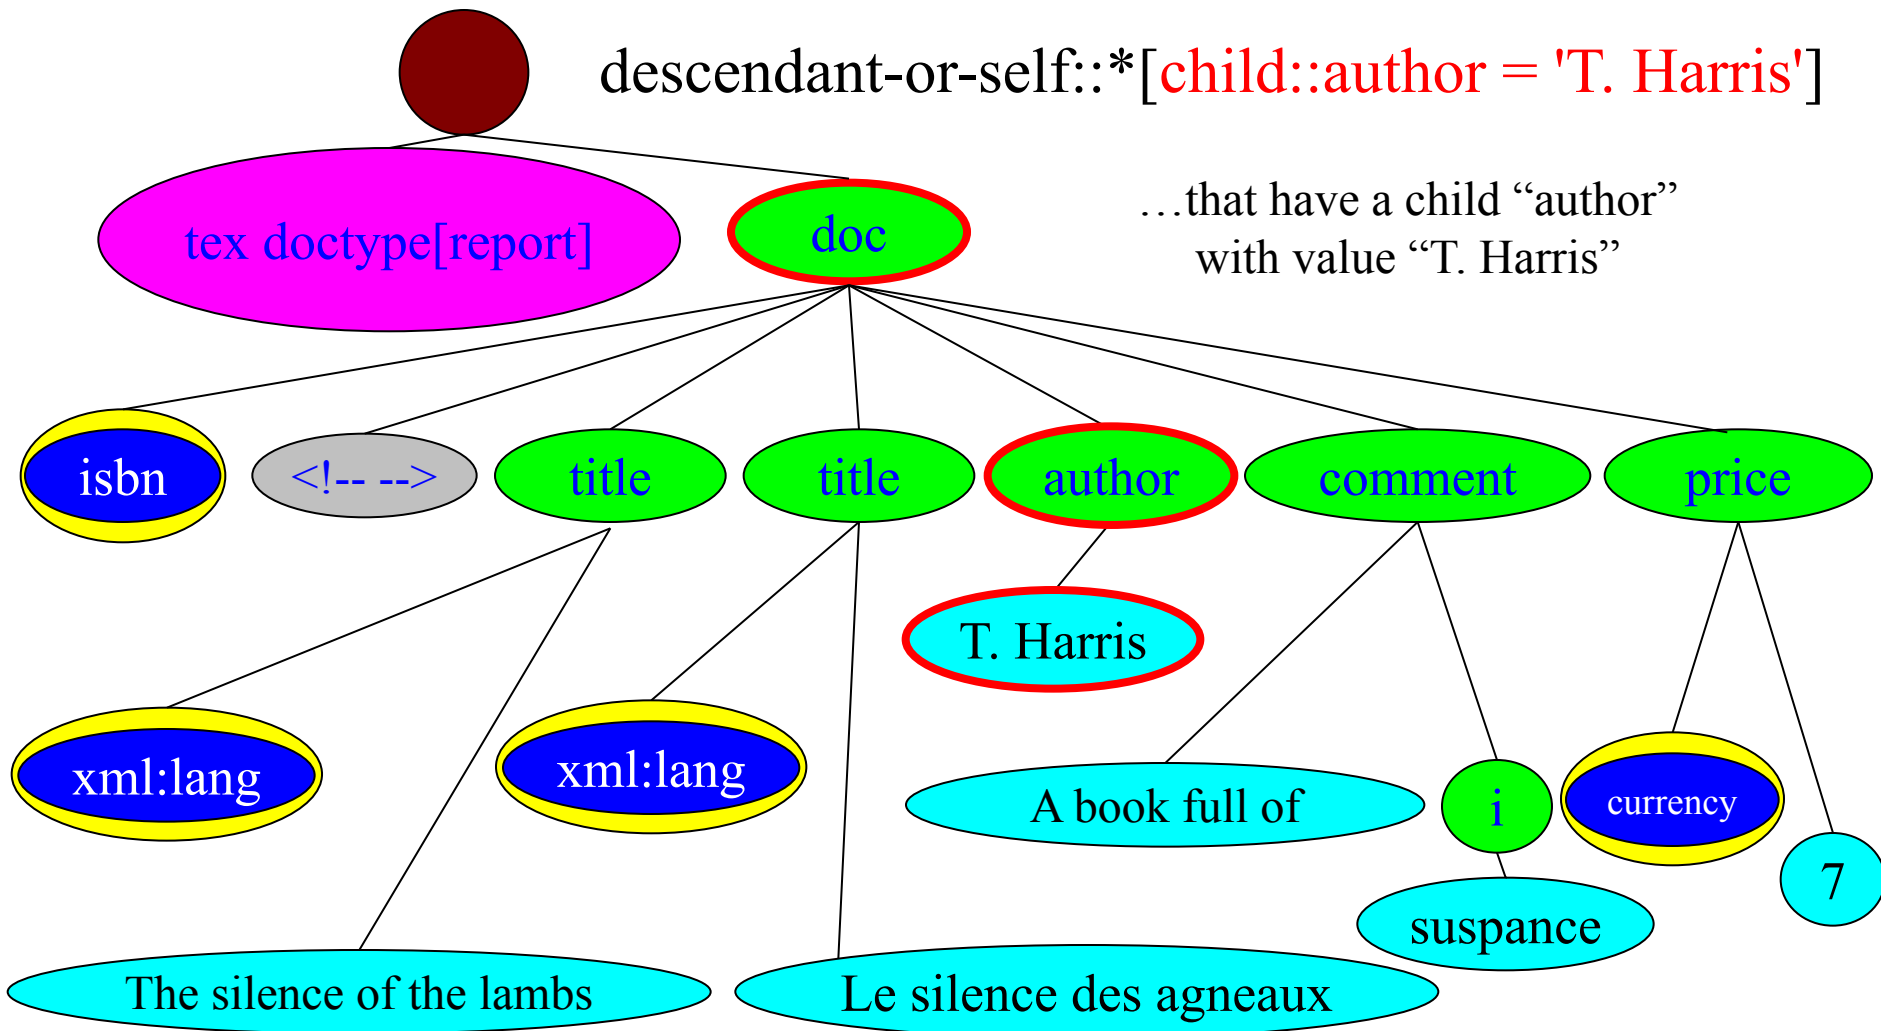 descendant-or-self::*[child::author = 'T. Harris']
tex doctype[report]
doc
…that have a child “author”
with value “T. Harris”
isbn
<!-- -->
title
title
author
comment
price
T. Harris
xml:lang
xml:lang
A book full of
i
currency
7
suspance
The silence of the lambs
Le silence des agneaux